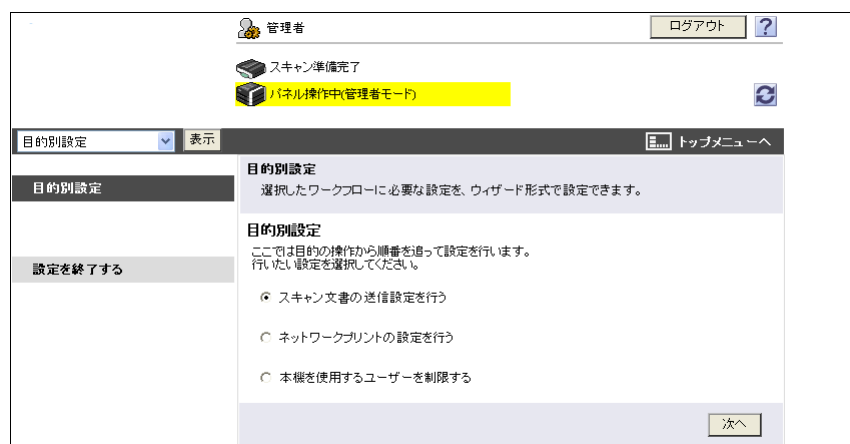 管理者
ログアウト
?
スキャン準備完了
パネル操作中(管理者モード)
目的別設定
表示
トップメニューへ
目的別設定
設定を終了する
目的別設定
選択したワークフローに必要な設定を、ウィザード形式で設定できます。
目的別設定
ここでは目的の操作から順番を追って設定を行います。
行いたい設定を選択してください。
スキャン文書の送信設定を行う
ネットワークプリントの設定を行う
本機を使用するユーザーを制限する
次へ